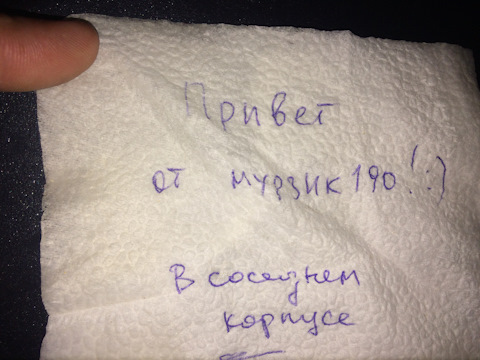 Привет
от мурзик190!:)
В соседнем
корпусе